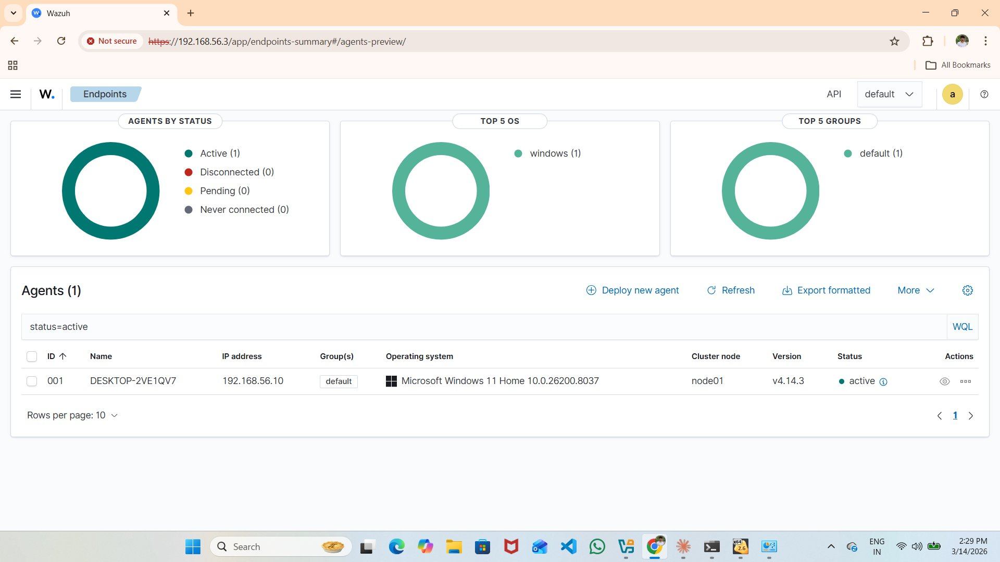 Wazuh
Not secure
https://192.168.56.3/app/endpoints-summary#/agents-preview/
All Bookmarks
W.
Endpoints
API
default
a
AGENTS BY STATUS
Active (1)
Disconnected (0)
Pending (0)
Never connected (0)
TOP 5 OS
windows (1)
TOP 5 GROUPS
default (1)
Agents (1)
Deploy new agent
Refresh
Export formatted
More
status=active
WQL
ID Name IP address Group(s) Operating system Cluster node Version Status Actions
001 DESKTOP-2VE1QV7 192.168.56.10 default Microsoft Windows 11 Home 10.0.26200.8037 node01 v4.14.3 active
Rows per page: 10
1
Search
x64
2.6
ENG
IN
2:29 PM
3/14/2026